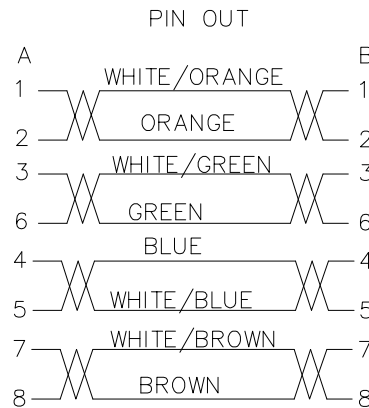 PIN OUT
A B
1 WHITE/ORANGE 1
2 ORANGE 2
3 WHITE/GREEN 3
6 GREEN 6
4 BLUE 4
5 WHITE/BLUE 5
7 WHITE/BROWN 7
8 BROWN 8